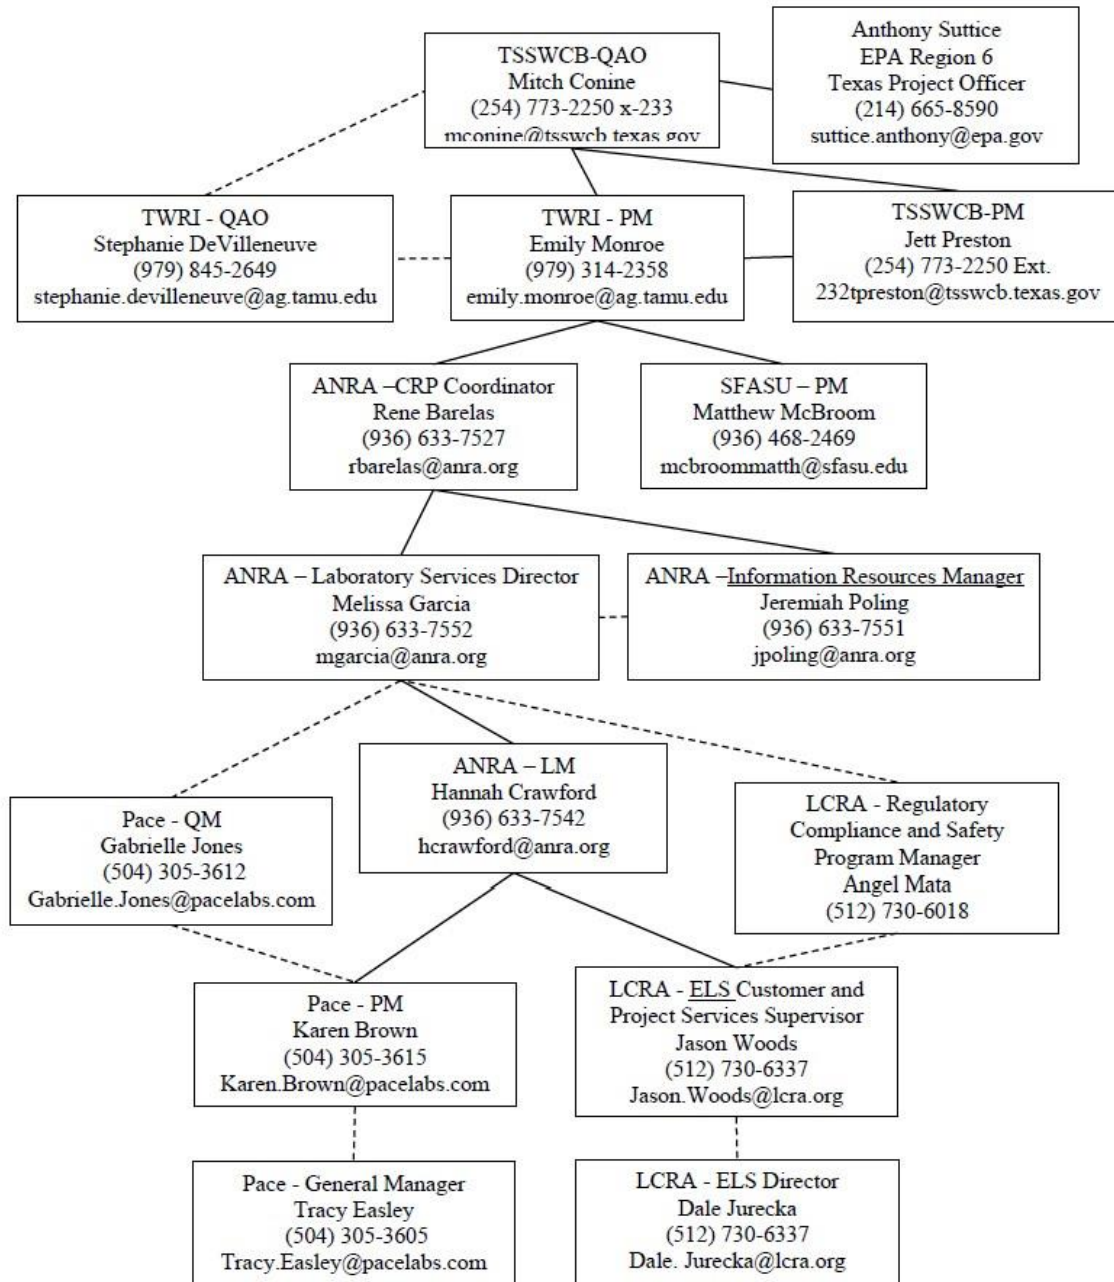 TSSWCB-QAO
Mitch Conine
(254) 773-2250 x-233
mconine@tsswcb.texas.gov
Anthony Suttice
EPA Region 6
Texas Project Officer
(214) 665-8590
suttice.anthony@epa.gov
TWRI - QAO
Stephanie DeVilleneuve
(979) 845-2649
stephanie.devilleneuve@ag.tamu.edu
TWRI - PM
Emily Monroe
(979) 314-2358
emily.monroe@ag.tamu.edu
TSSWCB-PM
Jett Preston
(254) 773-2250 Ext.
232tpreston@tsswcb.texas.gov
ANRA –CRP Coordinator
Rene Barelas
(936) 633-7527
rbarelas@anra.org
SFASU – PM
Matthew McBroom
(936) 468-2469
mcbroommatth@sfasu.edu
ANRA – Laboratory Services Director
Melissa Garcia
(936) 633-7552
mgarcia@anra.org
ANRA –Information Resources Manager
Jeremiah Poling
(936) 633-7551
jpoling@anra.org
ANRA – LM
Hannah Crawford
(936) 633-7542
hcrawford@anra.org
Pace - QM
Gabrielle Jones
(504) 305-3612
Gabrielle.Jones@pacelabs.com
LCRA - Regulatory
Compliance and Safety
Program Manager
Angel Mata
(512) 730-6018
Pace - PM
Karen Brown
(504) 305-3615
Karen.Brown@pacelabs.com
LCRA - ELS Customer and
Project Services Supervisor
Jason Woods
(512) 730-6337
Jason.Woods@lcra.org
Pace - General Manager
Tracy Easley
(504) 305-3605
Tracy.Easley@pacelabs.com
LCRA - ELS Director
Dale Jurecka
(512) 730-6337
Dale. Jurecka@lcra.org